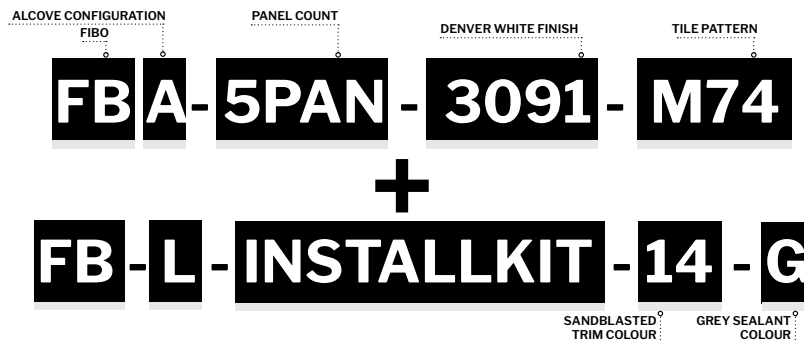 ALCOVE CONFIGURATION
FIBO
PANEL COUNT
DENVER WHITE FINISH
TILE PATTERN
FBA-5PAN-3091-M74
+
FB-L-INSTALLKIT-14-G
SANDBLASTED
TRIM COLOUR
GREY SEALANT
COLOUR